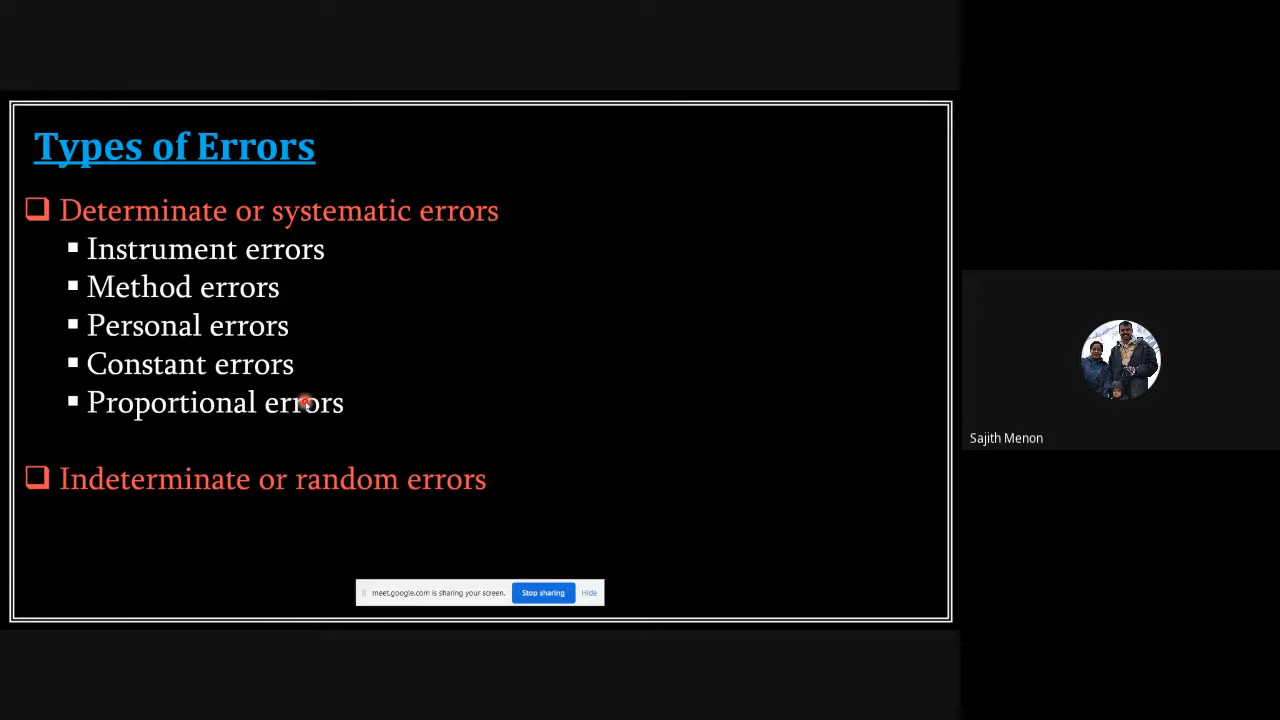 Types of Errors
Determinate or systematic errors
Instrument errors
Method errors
Personal errors
Constant errors
Proportional errors
Indeterminate or random errors
meet.google.com is sharing your screen. Stop sharing Hide
Sajith Menon